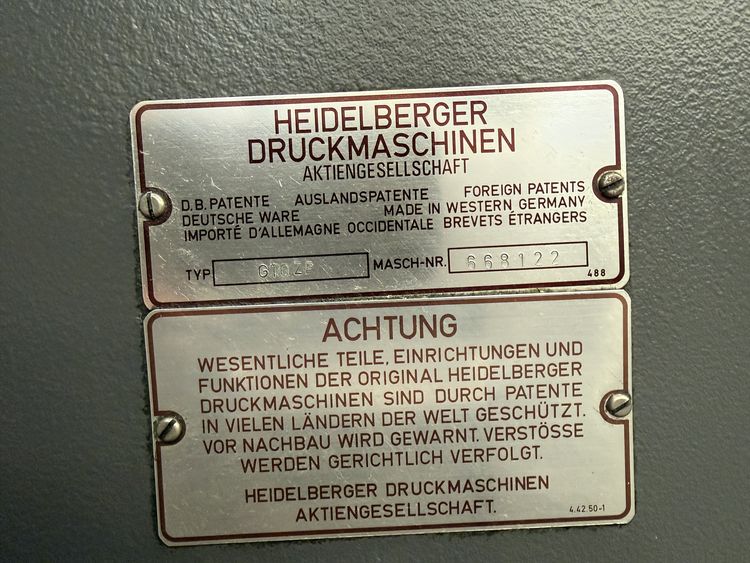 HEIDELBERGER
DRUCKMASCHINEN
AKTIENGESELLSCHAFT
D.B. PATENTE AUSLANDSPATENTE FOREIGN PATENTS
DEUTSCHE WARE MADE IN WESTERN GERMANY
IMPORTÉ D'ALLEMAGNE OCCIDENTALE BREVETS ÉTRANGERS
TYP GTOZP MASCH-NR. 668122
488
ACHTUNG
WESENTLICHE TEILE, EINRICHTUNGEN UND
FUNKTIONEN DER ORIGINAL HEIDELBERGER
DRUCKMASCHINEN SIND DURCH PATENTE
IN VIELEN LÄNDERN DER WELT GESCHÜTZT.
VOR NACHBAU WIRD GEWARNT. VERSTÖSSE
WERDEN GERICHTLICH VERFOLGT.
HEIDELBERGER DRUCKMASCHINEN
AKTIENGESELLSCHAFT.
4.42.50-1